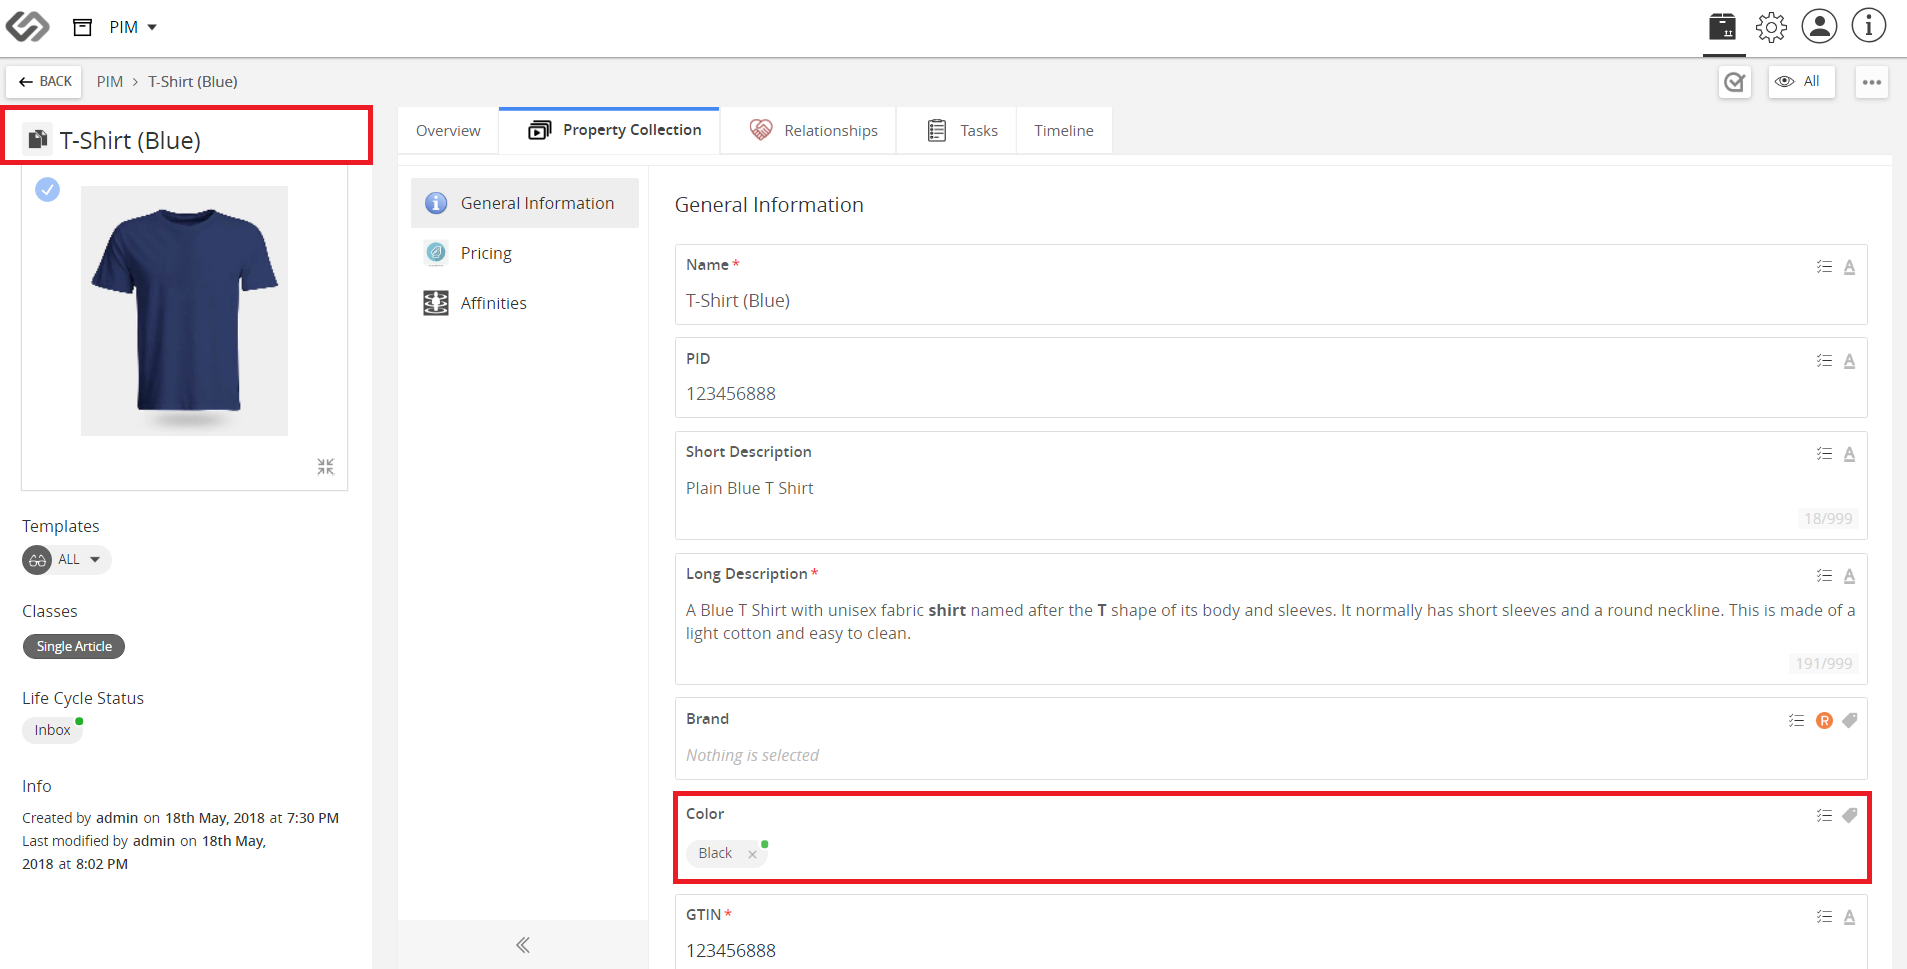 PIM
BACK
PIM > T-Shirt (Blue)
All
T-Shirt (Blue)
Templates
ALL
Classes
Single Article
Life Cycle Status
Inbox
Info
Created by admin on 18th May, 2018 at 7:30 PM
Last modified by admin on 18th May,
2018 at 8:02 PM
Overview
Property Collection
Relationships
Tasks
Timeline
General Information
Pricing
Affinities
General Information
Name *
T-Shirt (Blue)
PID
123456888
Short Description
Plain Blue T Shirt
18/999
Long Description *
A Blue T Shirt with unisex fabric shirt named after the T shape of its body and sleeves. It normally has short sleeves and a round neckline. This is made of a
light cotton and easy to clean.
191/999
Brand
R
Nothing is selected
Color
Black ×
GTIN *
123456888